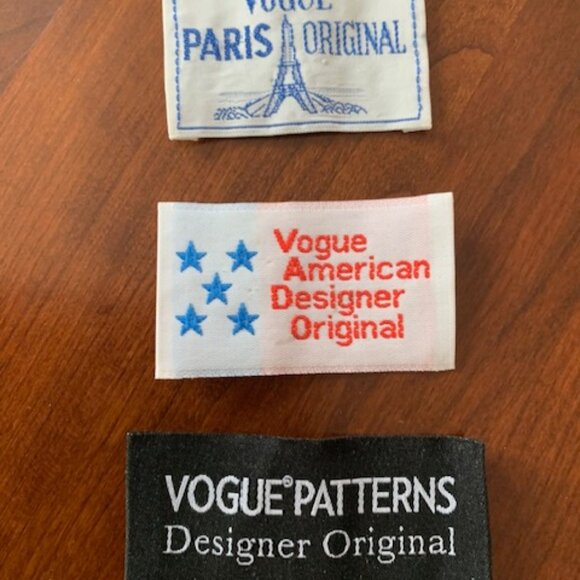 VOGUE
PARIS ORIGINAL
Vogue
American
Designer
Original
VOGUE® PATTERNS
Designer Original